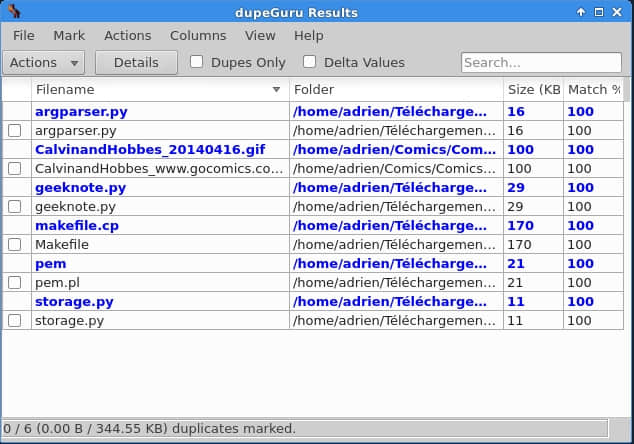 dupeGuru Results
File Mark Actions Columns View Help
Actions Details Dupes Only Delta Values Search...
Filename Folder Size (KB Match %
argparser.py /home/adrien/Télécharge... 16 100
argparser.py /home/adrien/Téléchargemen... 16 100
CalvinandHobbes_20140416.gif /home/adrien/Comics/Com... 100 100
CalvinandHobbes_www.gocomics.co... /home/adrien/Comics/Comics... 100 100
geeknote.py /home/adrien/Télécharge... 29 100
geeknote.py /home/adrien/Téléchargemen... 29 100
makefile.cp /home/adrien/Télécharge... 170 100
Makefile /home/adrien/Téléchargemen... 170 100
pem /home/adrien/Télécharge... 21 100
pem.pl /home/adrien/Téléchargemen... 21 100
storage.py /home/adrien/Télécharge... 11 100
storage.py /home/adrien/Téléchargemen... 11 100
0 / 6 (0.00 B / 344.55 KB) duplicates marked.